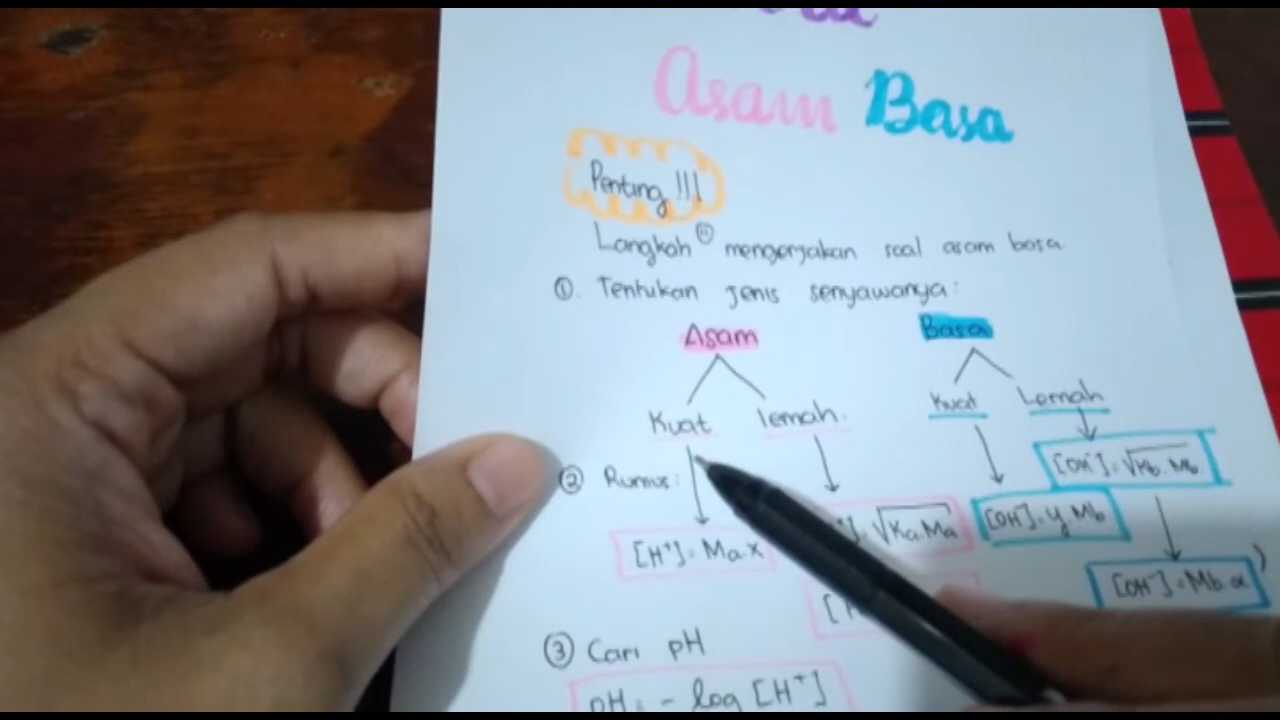 Asam Basa
Penting !!!
Langkah" mengerjakan soal asam basa.
①. Tentukan jenis senyawanya:
Asam Basa
Kuat lemah. Kuat Lemah
[OH⁻]=√Kb.Mb
② Rumus: √Ka.Ma [OH⁻]=y.Mb
[H⁺]=Ma x
[OH⁻]=Mb.α
③ Cari pH
pH = - log [H⁺]